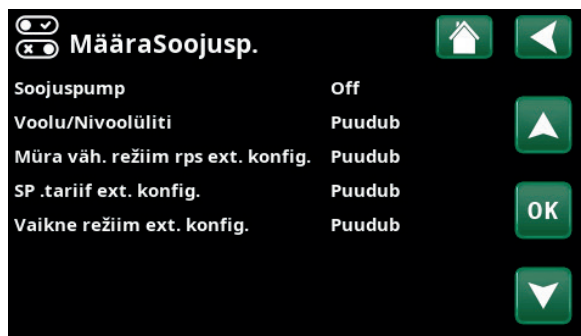 MääraSoojusp.
Soojuspump Off
Voolu/Nivoolüliti Puudub
Müra väh. režiim rps ext. konfig. Puudub
SP .tariif ext. konfig. Puudub
OK
Vaikne režiim ext. konfig. Puudub